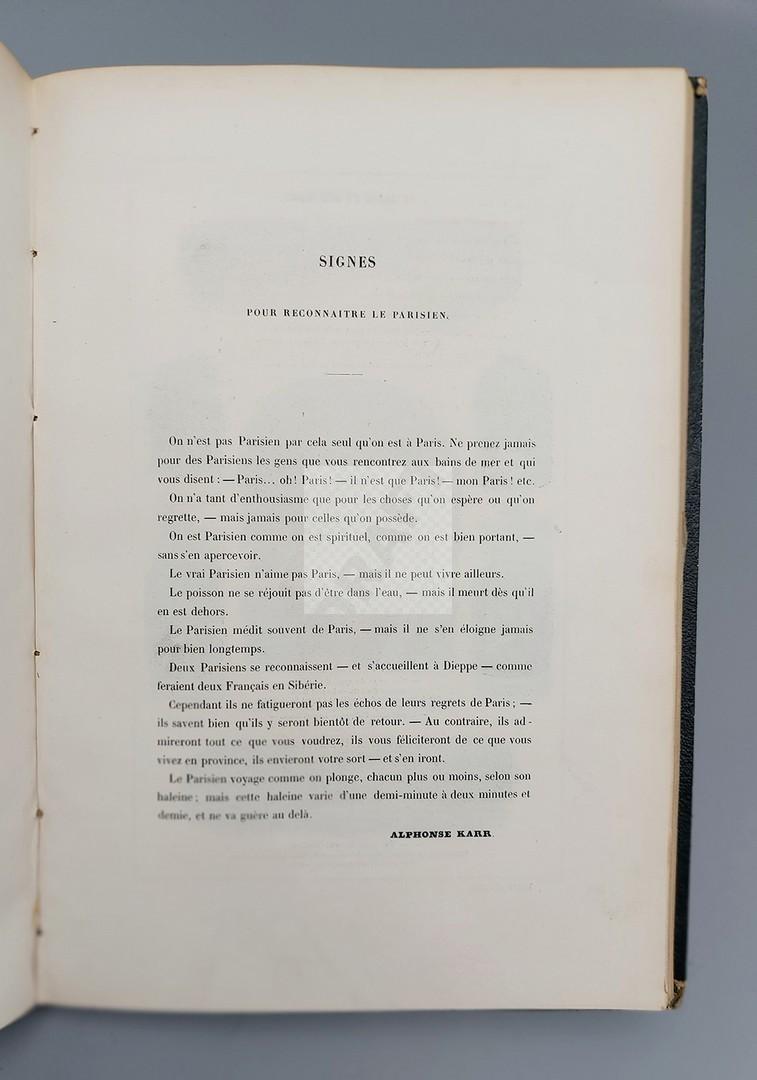 SIGNES
POUR RECONNAITRE LE PARISIEN.
On n'est pas Parisien par cela seul qu'on est à Paris. Ne prenez jamais
pour des Parisiens les gens que vous rencontrez aux bains de mer et qui
vous disent : — Paris... oh! Paris! — il n'est que Paris! — mon Paris! etc.
On n'a tant d'enthousiasme que pour les choses qu'on espère ou qu'on
regrette, — mais jamais pour celles qu'on possède.
On est Parisien comme on est spirituel, comme on est bien portant, —
sans s'en apercevoir.
Le vrai Parisien n'aime pas Paris, — mais il ne peut vivre ailleurs.
Le poisson ne se réjouit pas d'être dans l'eau, — mais il meurt dès qu'il
en est dehors.
Le Parisien médit souvent de Paris, — mais il ne s'en éloigne jamais
pour bien longtemps.
Deux Parisiens se reconnaissent — et s'accueillent à Dieppe — comme
feraient deux Français en Sibérie.
Cependant ils ne fatigueront pas les échos de leurs regrets de Paris; —
ils savent bien qu'ils y seront bientôt de retour. — Au contraire, ils ad-
mireront tout ce que vous voudrez, ils vous féliciteront de ce que vous
vivez en province, ils envieront votre sort — et s'en iront.
Le Parisien voyage comme on plonge, chacun plus ou moins, selon son
haleine; mais cette haleine varie d'une demi-minute à deux minutes et
demie, et ne va guère au delà.
ALPHONSE KARR.